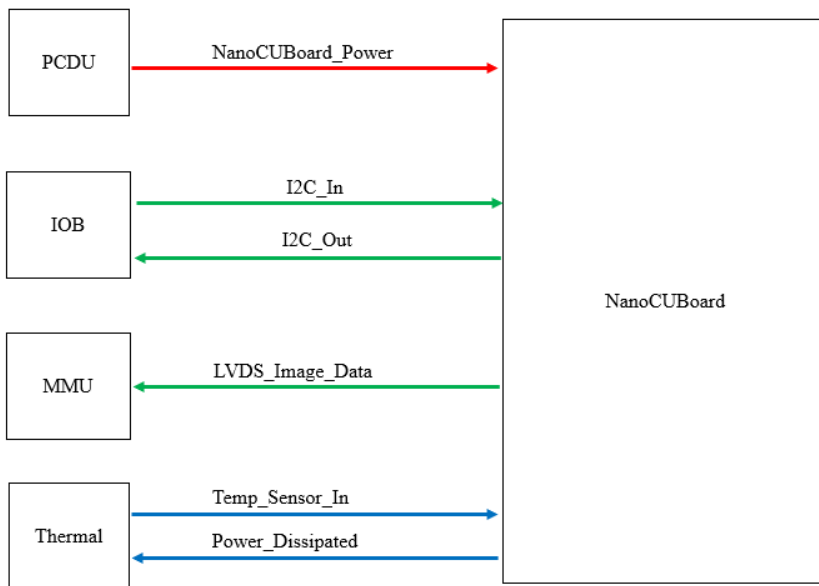 PCDU
NanoCUBoard_Power
IOB
I2C_In
I2C_Out
NanoCUBoard
MMU
LVDS_Image_Data
Thermal
Temp_Sensor_In
Power_Dissipated